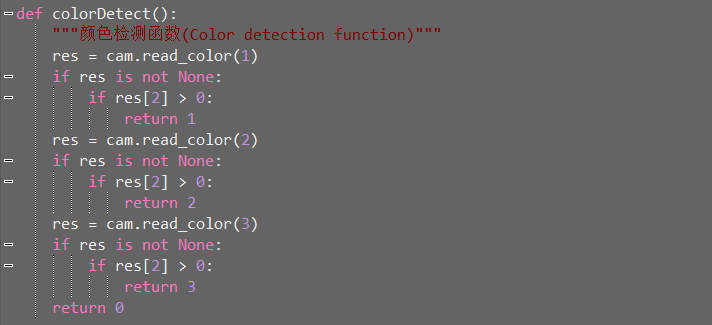 def colorDetect():
    """颜色检测函数(Color detection function)"""
    res = cam.read_color(1)
    if res is not None:
        if res[2] > 0:
            return 1
    res = cam.read_color(2)
    if res is not None:
        if res[2] > 0:
            return 2
    res = cam.read_color(3)
    if res is not None:
        if res[2] > 0:
            return 3
    return 0